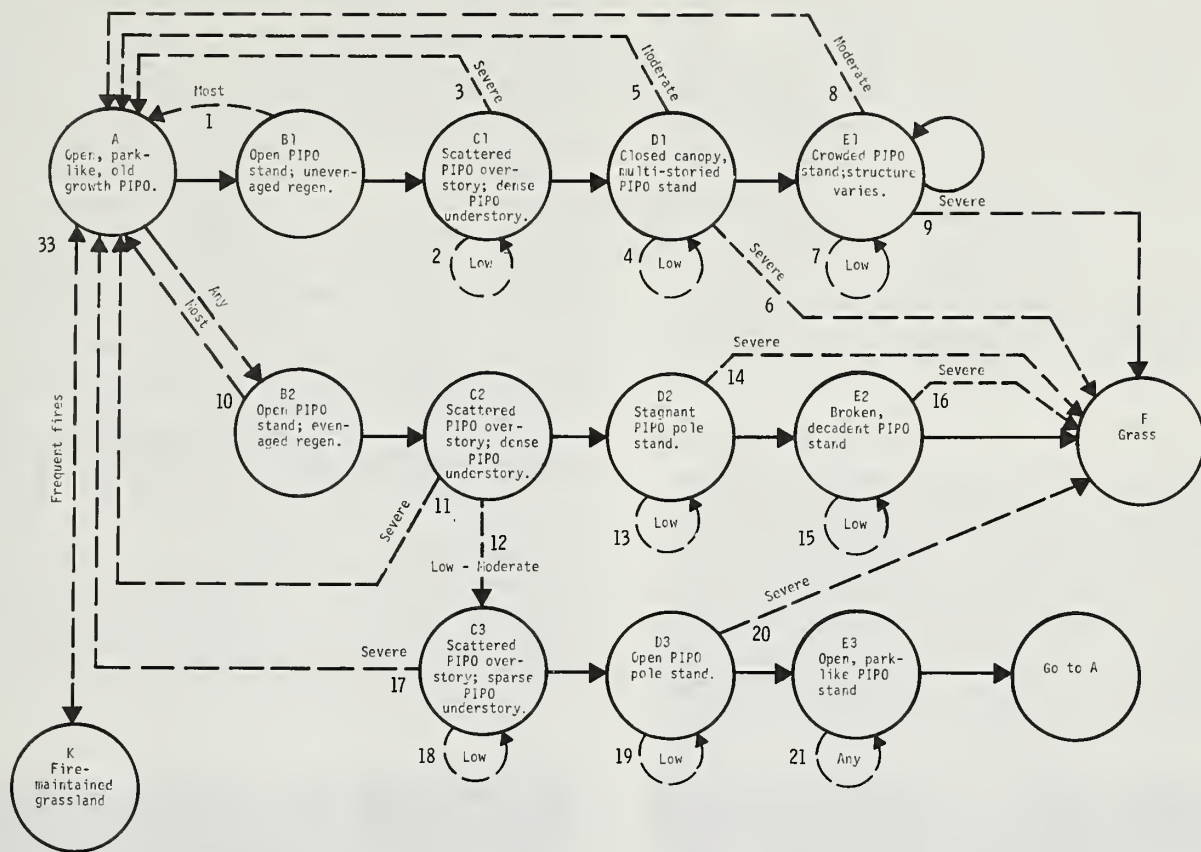 Moderate
Moderate
Severe
3
5
8
Most
1
A
Open, park-
like, old
growth PIPO.
B1
Open PIPO
stand; uneven-
aged regen.
C1
Scattered
PIPO over-
story; dense
PIPO
understory.
D1
Closed canopy,
multi-storied
PIPO stand
E1
Crowded PIPO
stand;structure
varies.
Severe
9
33
2
Low
4
Low
7
Low
Severe
6
Any
Most
10
B2
Open PIPO
stand; even-
aged regen.
C2
Scattered
PIPO over-
story; dense
PIPO
understory.
Severe
14
D2
Stagnant
PIPO pole
stand.
Severe
16
E2
Broken,
decadent PIPO
stand
F
Grass
Frequent fires
Severe
11
12
Low - Moderate
13
Low
15
Low
Severe
17
C3
Scattered
PIPO over-
story; sparse
PIPO
understory.
Severe
20
D3
Open PIPO
pole stand.
E3
Open, park-
like PIPO
stand
Go to A
18
Low
19
Low
21
Any
K
Fire-
maintained
grassland